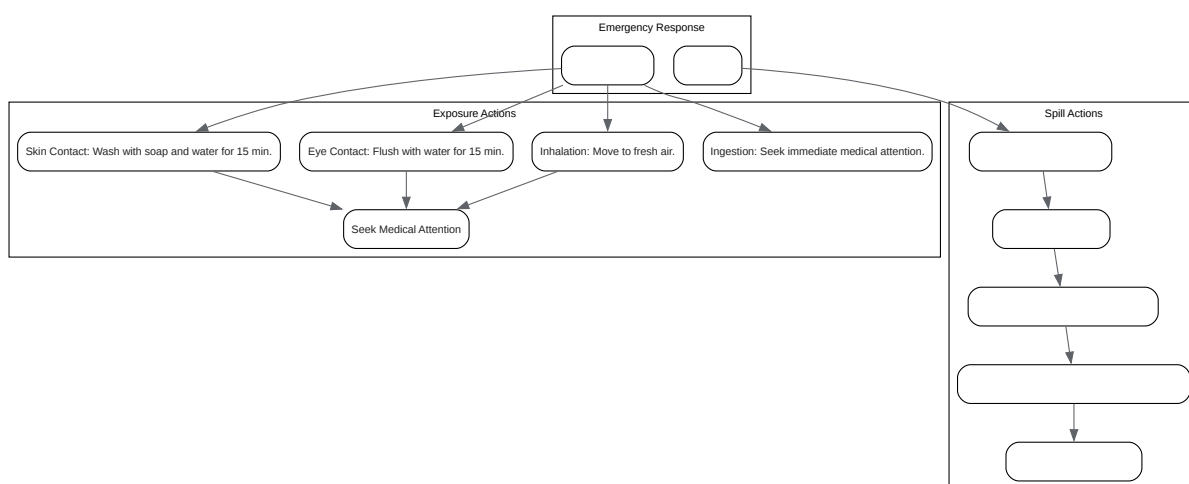 Emergency Response
Exposure Actions
Spill Actions
Skin Contact: Wash with soap and water for 15 min.
Eye Contact: Flush with water for 15 min.
Inhalation: Move to fresh air.
Ingestion: Seek immediate medical attention.
Seek Medical Attention